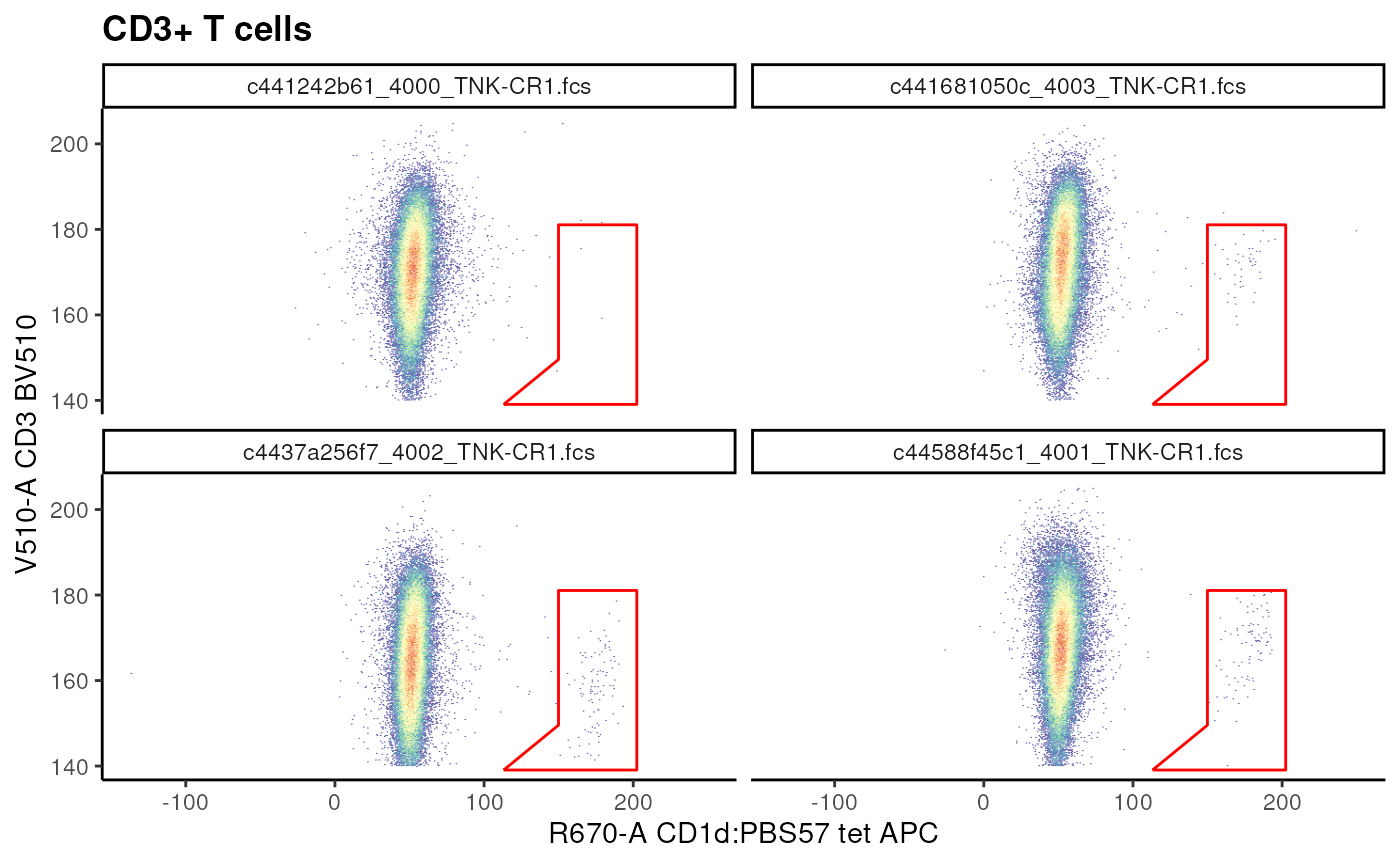 CD3+ T cells
c441242b61_4000_TNK-CR1.fcs
c441681050c_4003_TNK-CR1.fcs
200
180
160
140
V510-A CD3 BV510
c4437a256f7_4002_TNK-CR1.fcs
c44588f45c1_4001_TNK-CR1.fcs
200
180
160
140
-100 0 100 200
-100 0 100 200
R670-A CD1d:PBS57 tet APC